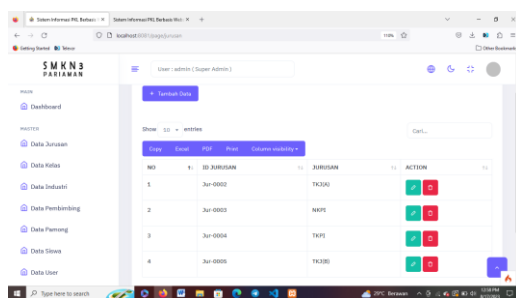 Sistem Informasi PKL Berbasis
Sistem Informasi PKL Berbasis Web
Getting Started
Other Bookmarks
SMKN3
PARIAMAN
User : admin ( Super Admin )
MAIN
Dashboard
MASTER
Data Jurusan
Data Kelas
Data Industri
Data Pembimbing
Data Pamong
Data Siswa
Data User
+ Tambah Data
Show 10 entries
Cari...
Copy Excel PDF Print Column visibility
NO ID JURUSAN JURUSAN ACTION
1 Jur-0002 TKJ(A)
2 Jur-0003 NKPI
3 Jur-0004 TKPI
4 Jur-0005 TKJ(B)
Type here to search
29°C Berawan